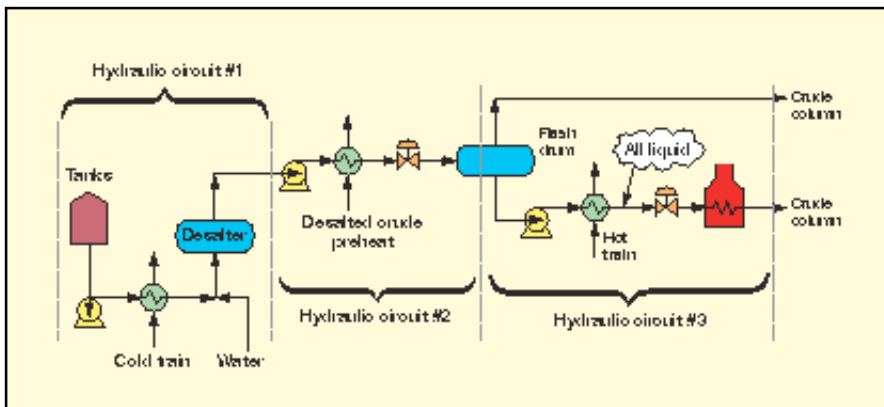 Hydraulic circuit #1
Tanks
Desalter
Cold train
Water
Desalted crude
preheat
Hydraulic circuit #2
Flash
drum
All liquid
Hot
train
Hydraulic circuit #3
Crude
column
Crude
column